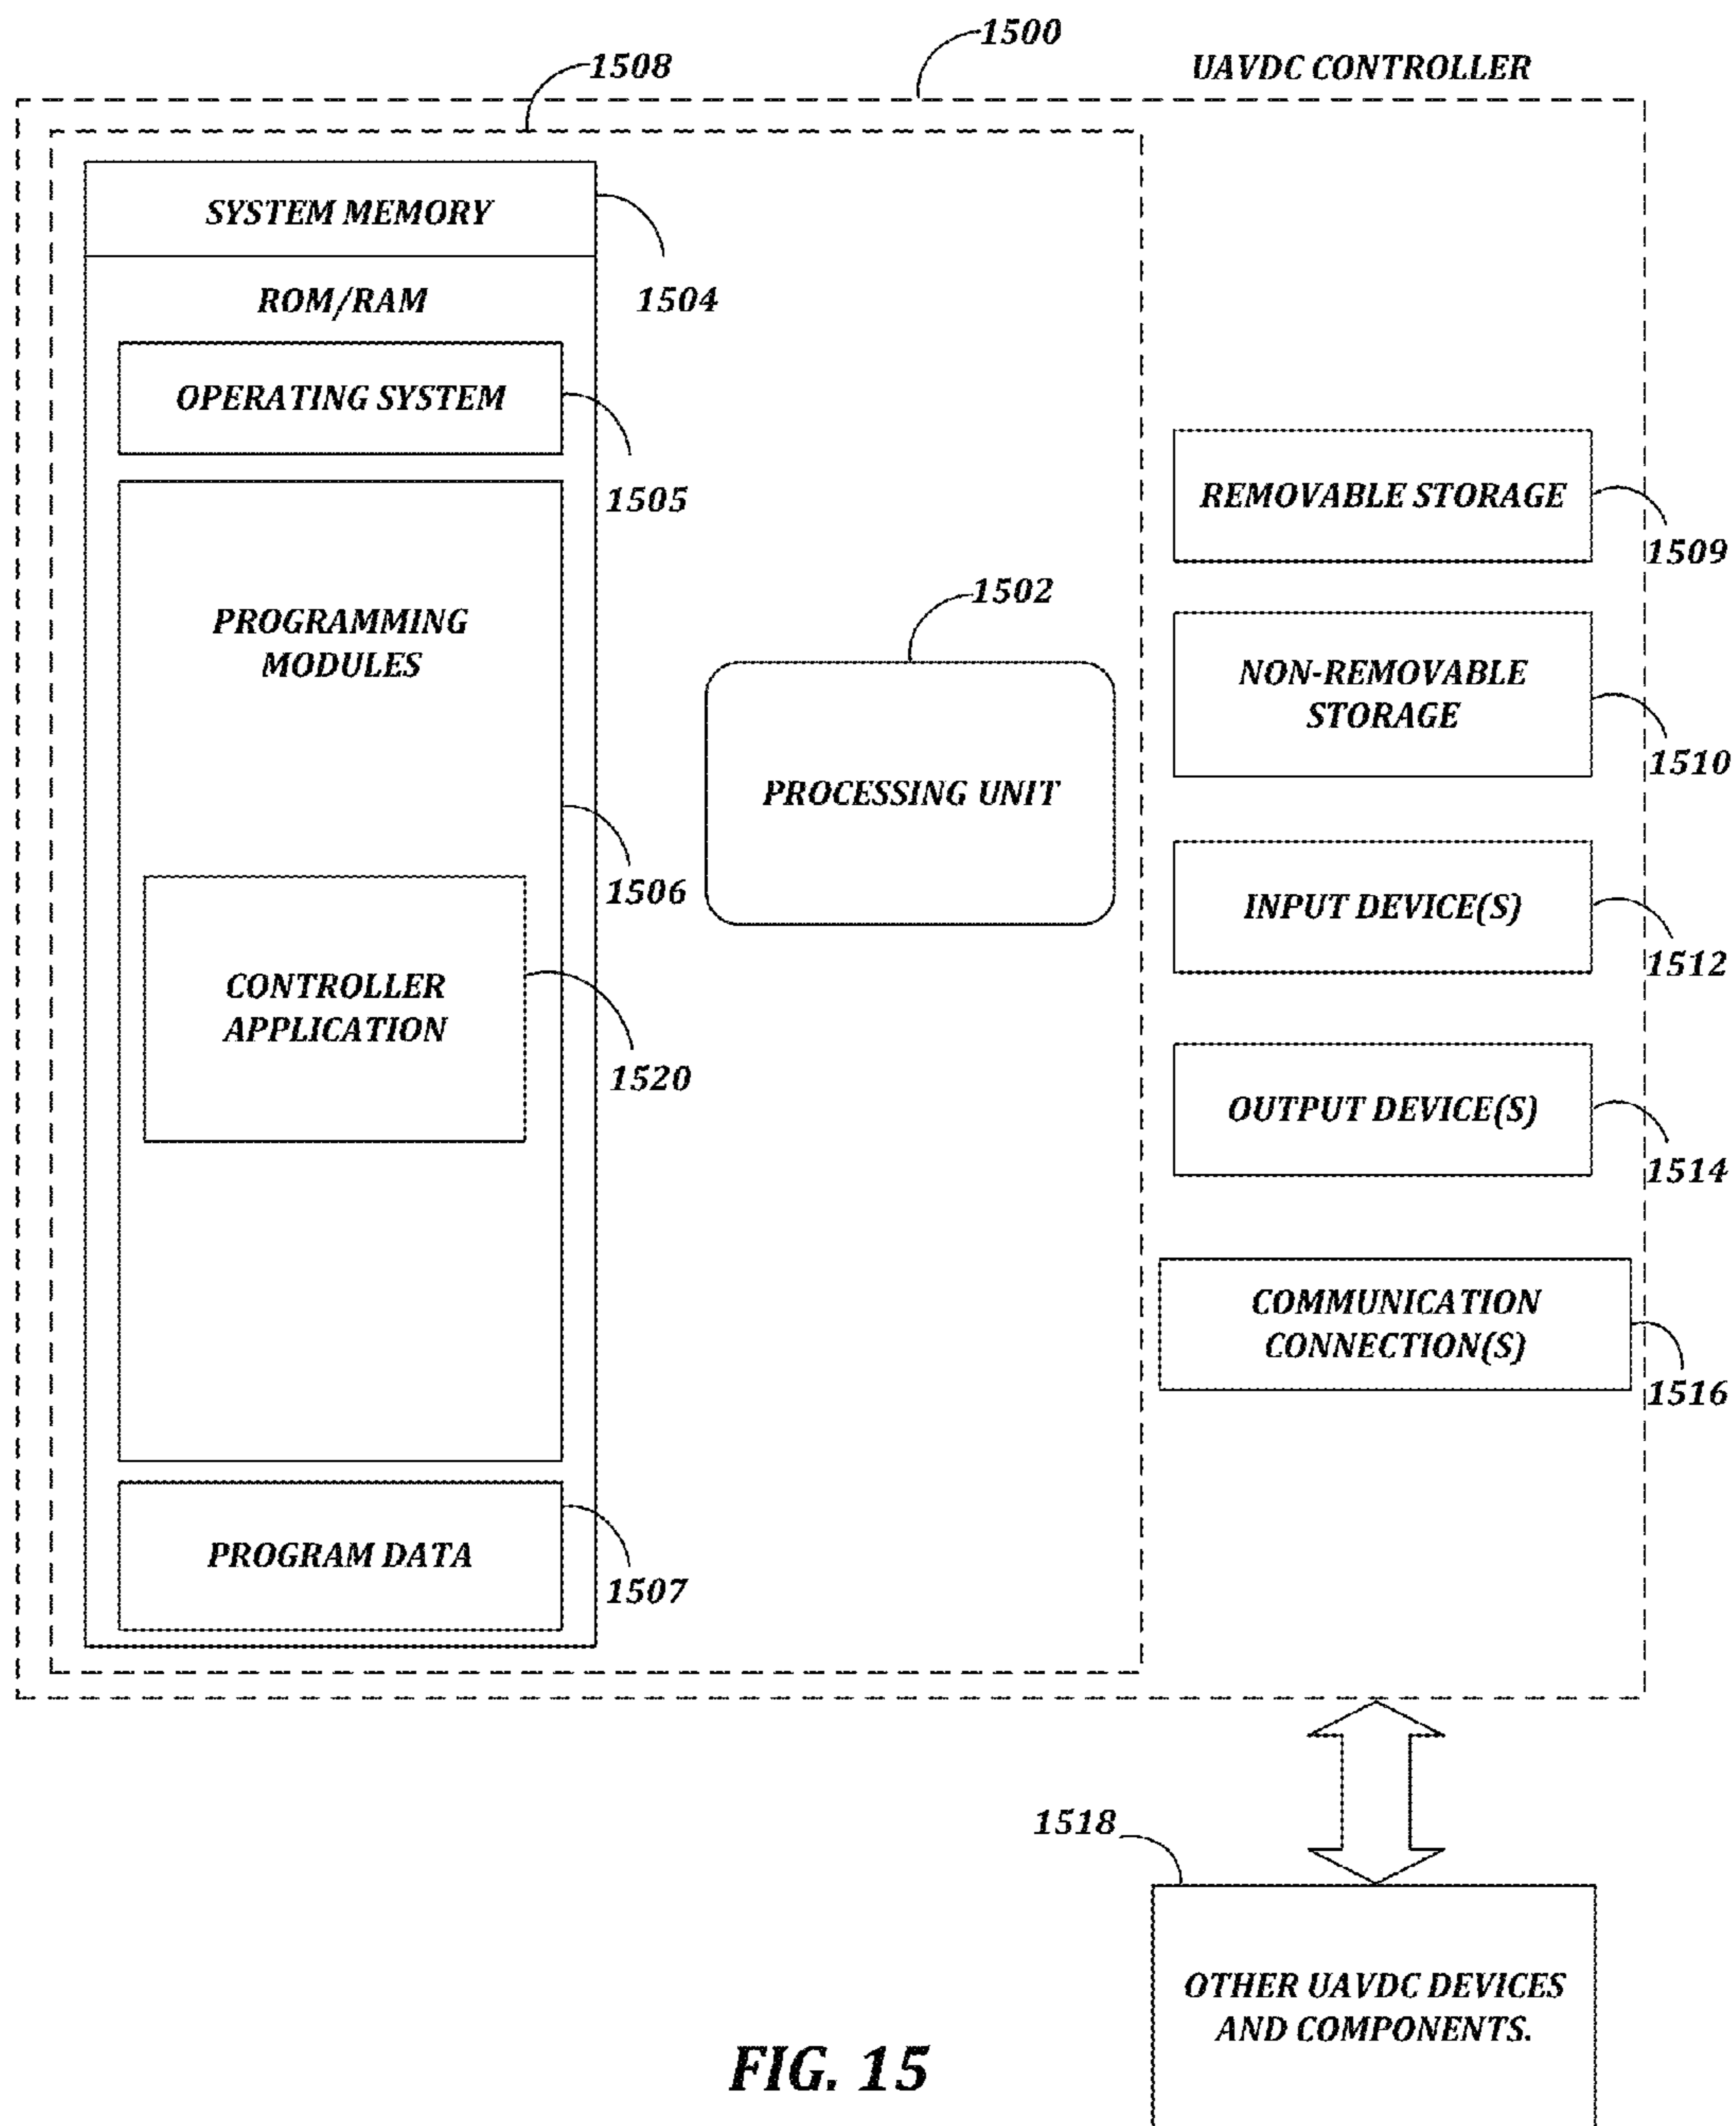 1500
1508
UAVDC CONTROLLER
SYSTEM MEMORY
1504
ROM/RAM
OPERATING SYSTEM
1505
PROGRAMMING
MODULES
1506
CONTROLLER
APPLICATION
1520
PROGRAM DATA
1507
1502
PROCESSING UNIT
REMOVABLE STORAGE
1509
NON-REMOVABLE
STORAGE
1510
INPUT DEVICE(S)
1512
OUTPUT DEVICE(S)
1514
COMMUNICATION
CONNECTION(S)
1516
1518
OTHER UAVDC DEVICES
AND COMPONENTS.
FIG. 15